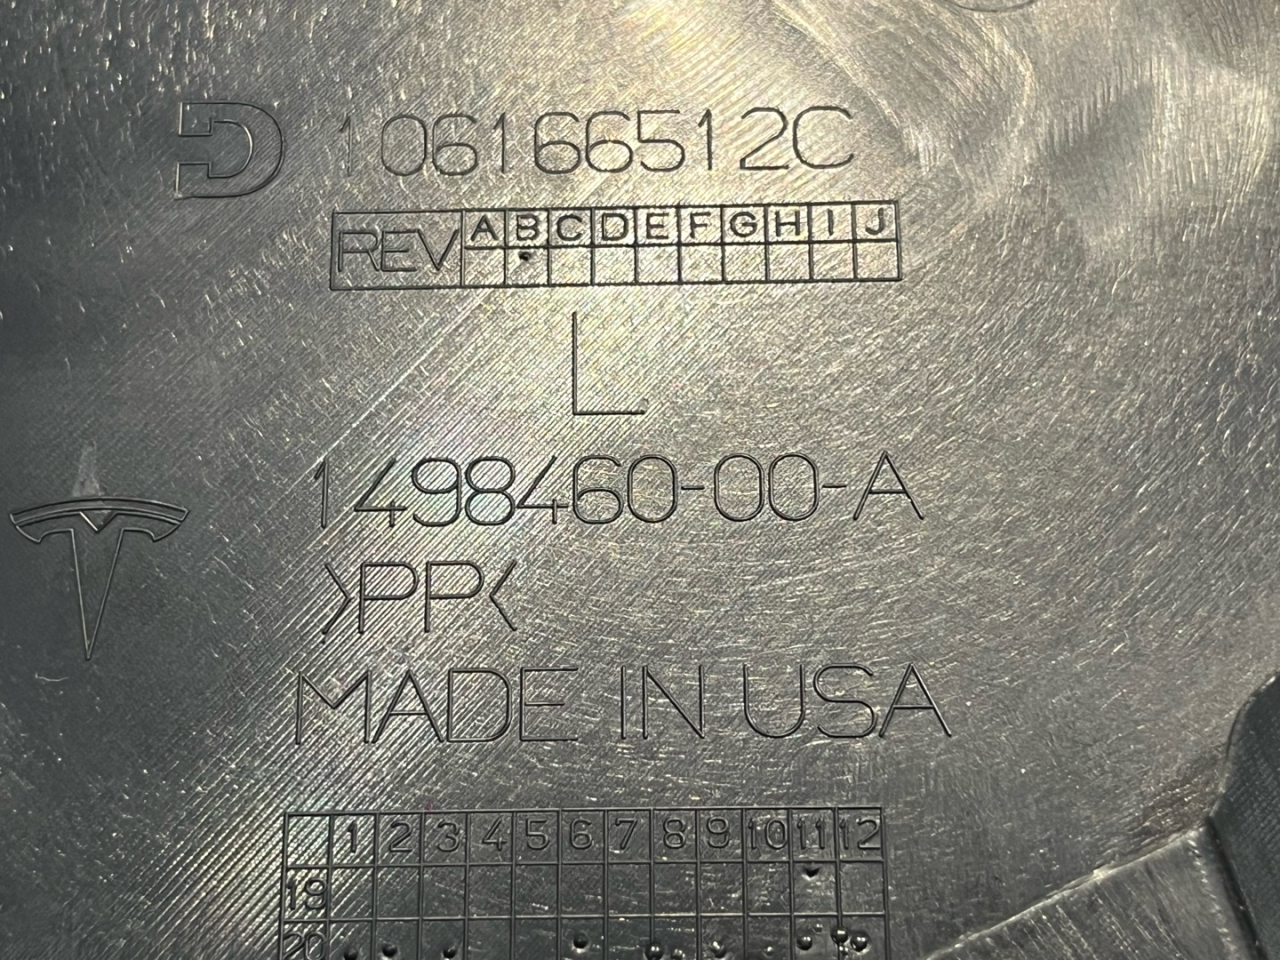 106166512C
REV A B C D E F G H I J
L
1498460-00-A
>PP<
MADE IN USA
1 2 3 4 5 6 7 8 9 10 11 12
19
20